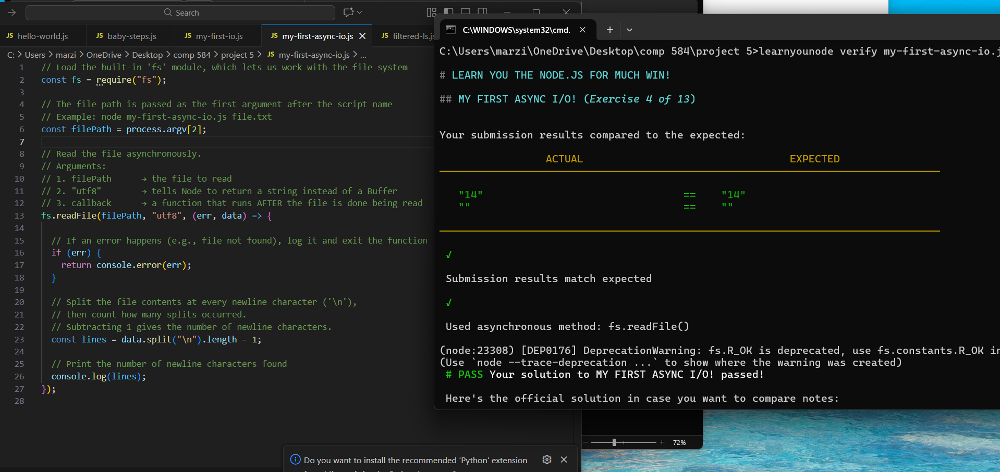 Search
JS hello-world.js
JS baby-steps.js
JS my-first-io.js
JS my-first-async-io.js
JS filtered-ls.js
C: > Users > marzi > OneDrive > Desktop > comp 584 > project 5 > JS my-first-async-io.js > ...
1 // Load the built-in 'fs' module, which lets us work with the file system
2 const fs = require("fs");
3
4 // The file path is passed as the first argument after the script name
5 // Example: node my-first-async-io.js file.txt
6 const filePath = process.argv[2];
7
8 // Read the file asynchronously.
9 // Arguments:
10 // 1. filePath → the file to read
11 // 2. "utf8" → tells Node to return a string instead of a Buffer
12 // 3. callback → a function that runs AFTER the file is done being read
13 fs.readFile(filePath, "utf8", (err, data) => {
14
15 // If an error happens (e.g., file not found), log it and exit the function
16 if (err) {
17 return console.error(err);
18 }
19
20 // Split the file contents at every newline character ('\n'),
21 // then count how many splits occurred.
22 // Subtracting 1 gives the number of newline characters.
23 const lines = data.split("\n").length - 1;
24
25 // Print the number of newline characters found
26 console.log(lines);
27 });
28
Do you want to install the recommended 'Python' extension
C:\WINDOWS\system32\cmd.
C:\Users\marzi\OneDrive\Desktop\comp 584\project 5>learnyounode verify my-first-async-io.j
# LEARN YOU THE NODE.JS FOR MUCH WIN!
## MY FIRST ASYNC I/O! (Exercise 4 of 13)
Your submission results compared to the expected:
ACTUAL EXPECTED
"14" == "14"
"" == ""
√
Submission results match expected
√
Used asynchronous method: fs.readFile()
(node:23308) [DEP0176] DeprecationWarning: fs.R_OK is deprecated, use fs.constants.R_OK in
(Use `node --trace-deprecation ...` to show where the warning was created)
# PASS Your solution to MY FIRST ASYNC I/O! passed!
Here's the official solution in case you want to compare notes:
72%